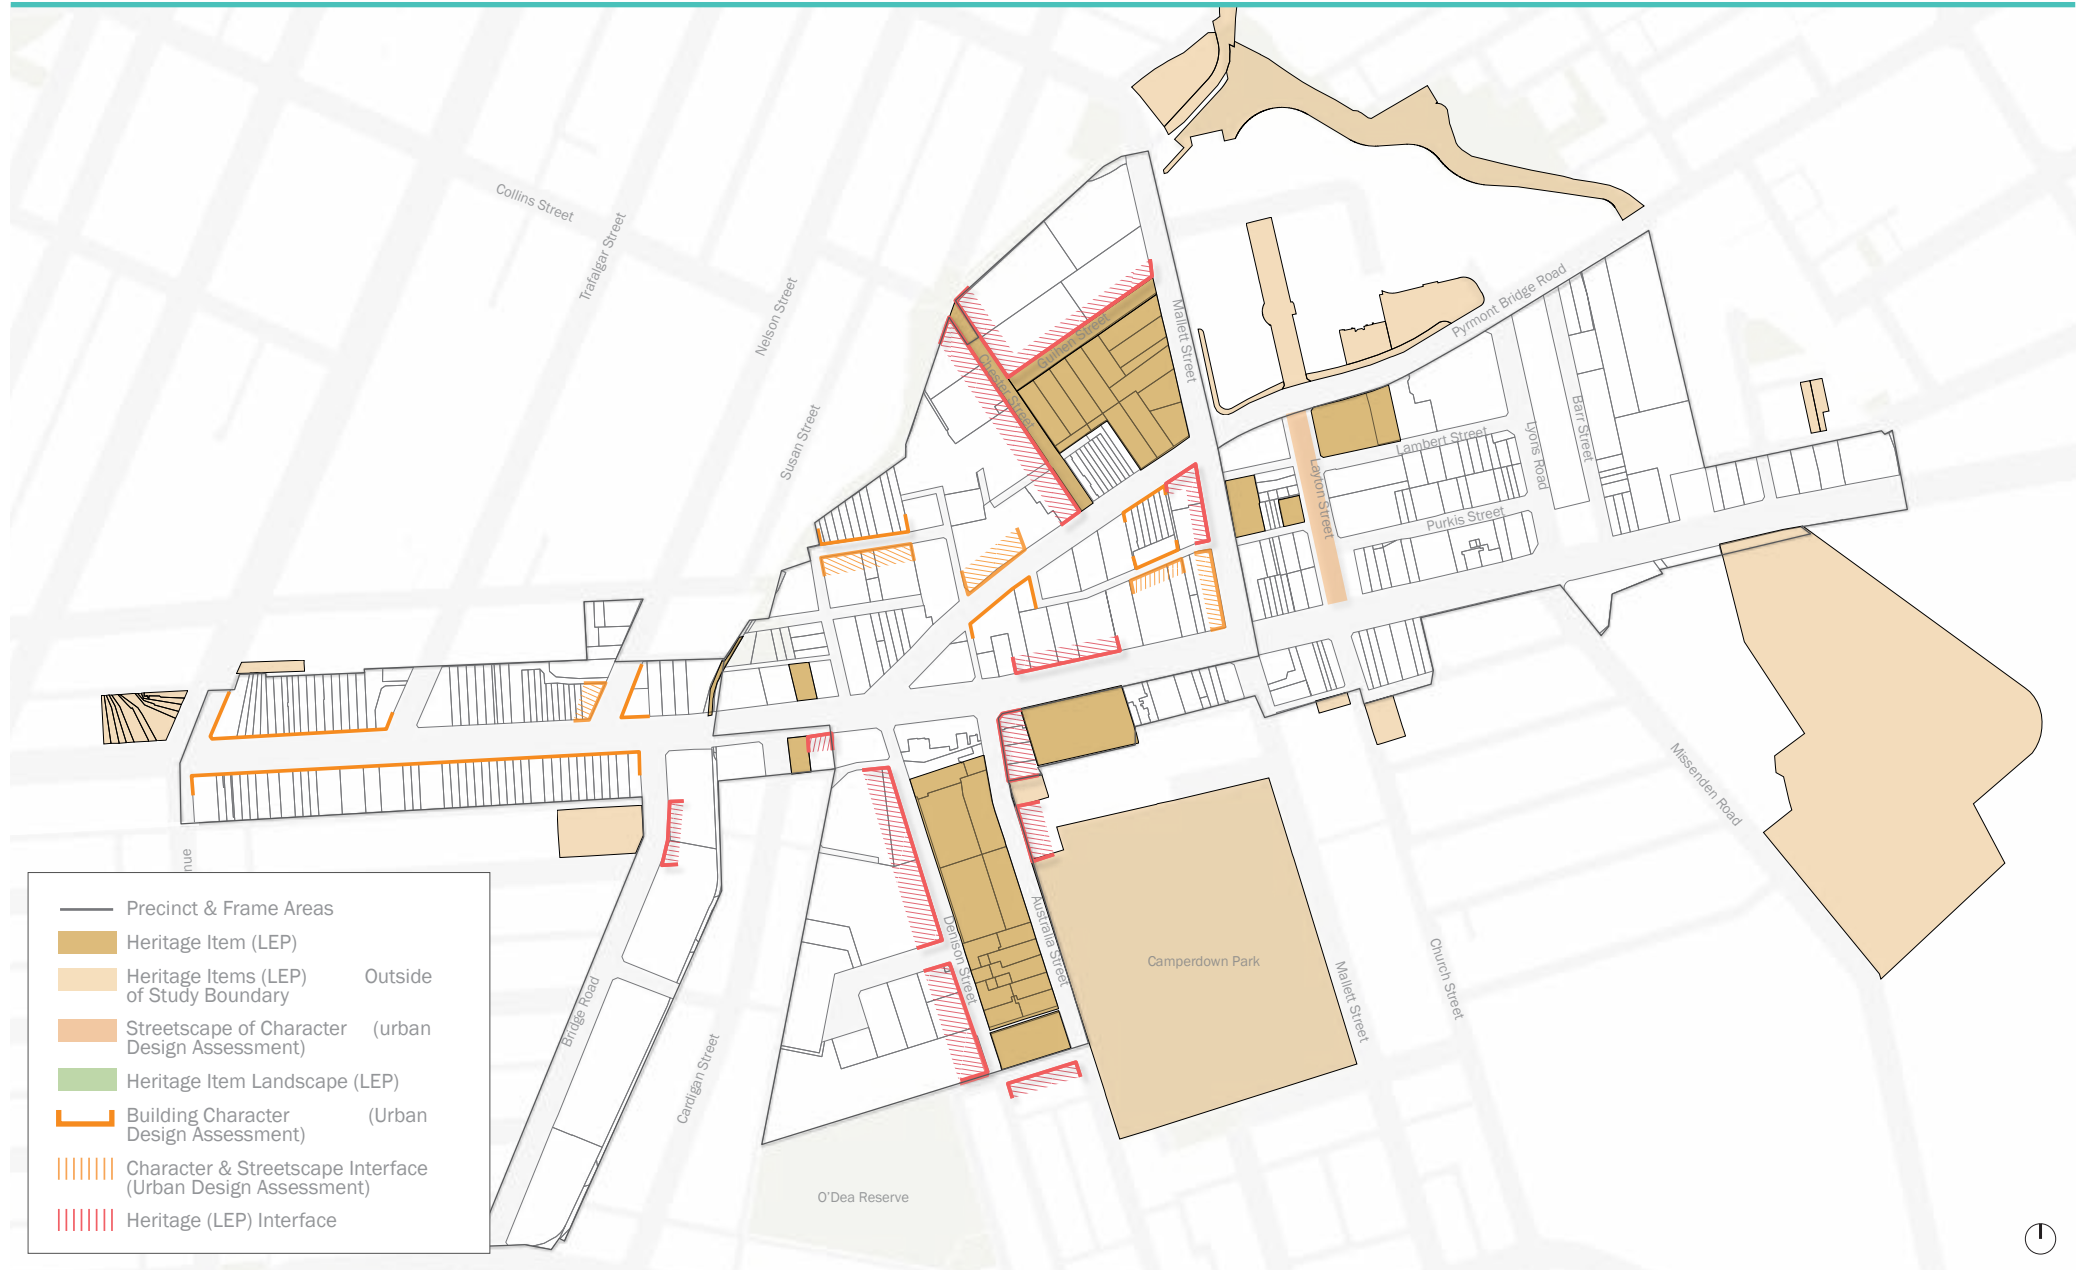 Collins Street
Trafalgar Street
Nelson Street
Susan Street
Chester Street
Guihen Street
Mallett Street
Pyrmont Bridge Road
Layton Street
Lambert Street
Lyons Road
Barr Street
Purkis Street
Missenden Road
Denison Street
Australia Street
Camperdown Park
Mallett Street
Church Street
Bridge Road
Cardigan Street
O'Dea Reserve
Precinct & Frame Areas
Heritage Item (LEP)
Heritage Items (LEP) Outside
of Study Boundary
Streetscape of Character (urban
Design Assessment)
Heritage Item Landscape (LEP)
Building Character (Urban
Design Assessment)
Character & Streetscape Interface
(Urban Design Assessment)
Heritage (LEP) Interface